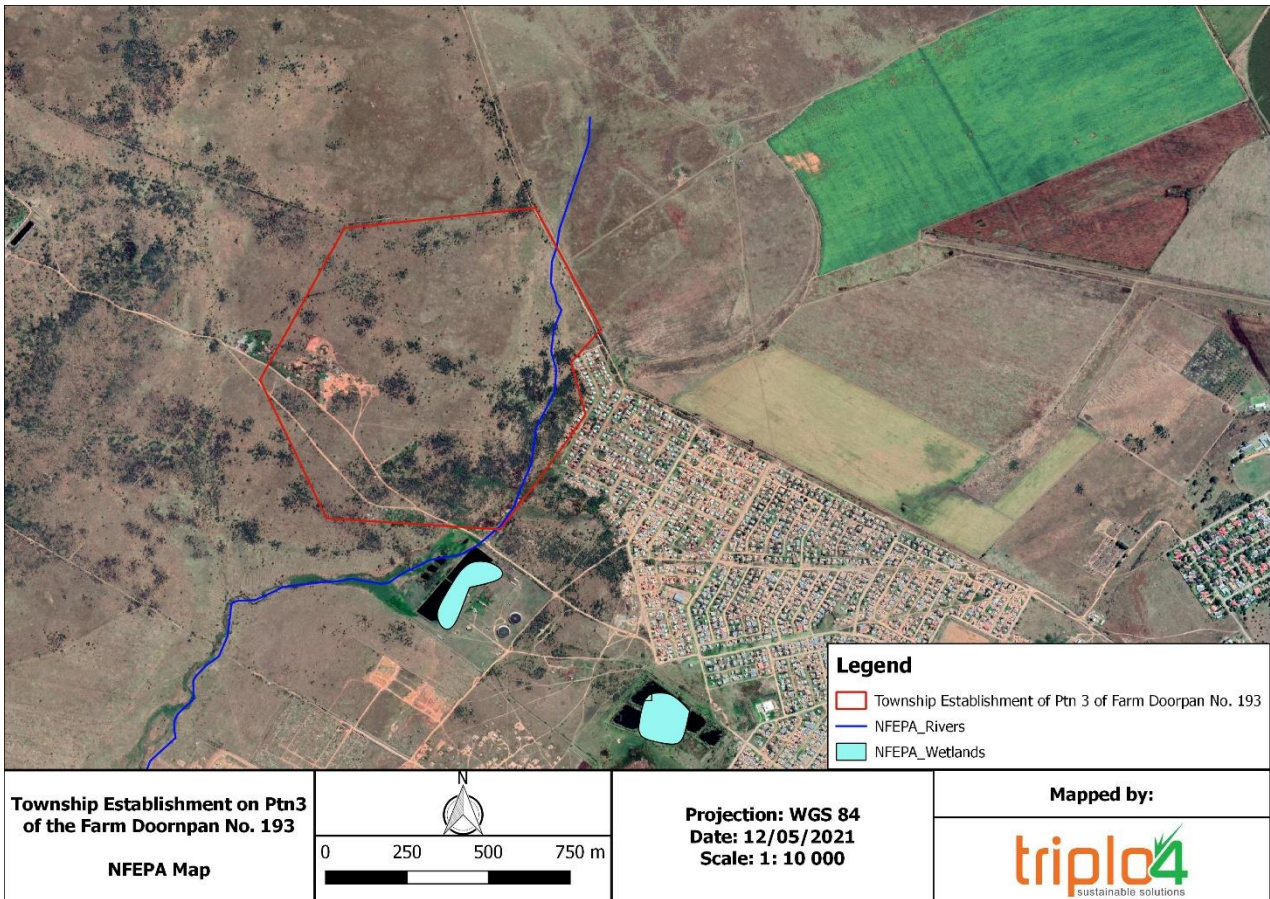 Legend
Township Establishment of Ptn 3 of Farm Doorpan No. 193
NFEPA_Rivers
NFEPA_Wetlands
Township Establishment on Ptn3
of the Farm Doornpan No. 193
NFEPA Map
N
0 250 500 750 m
Projection: WGS 84
Date: 12/05/2021
Scale: 1: 10 000
Mapped by:
triplo4
sustainable solutions